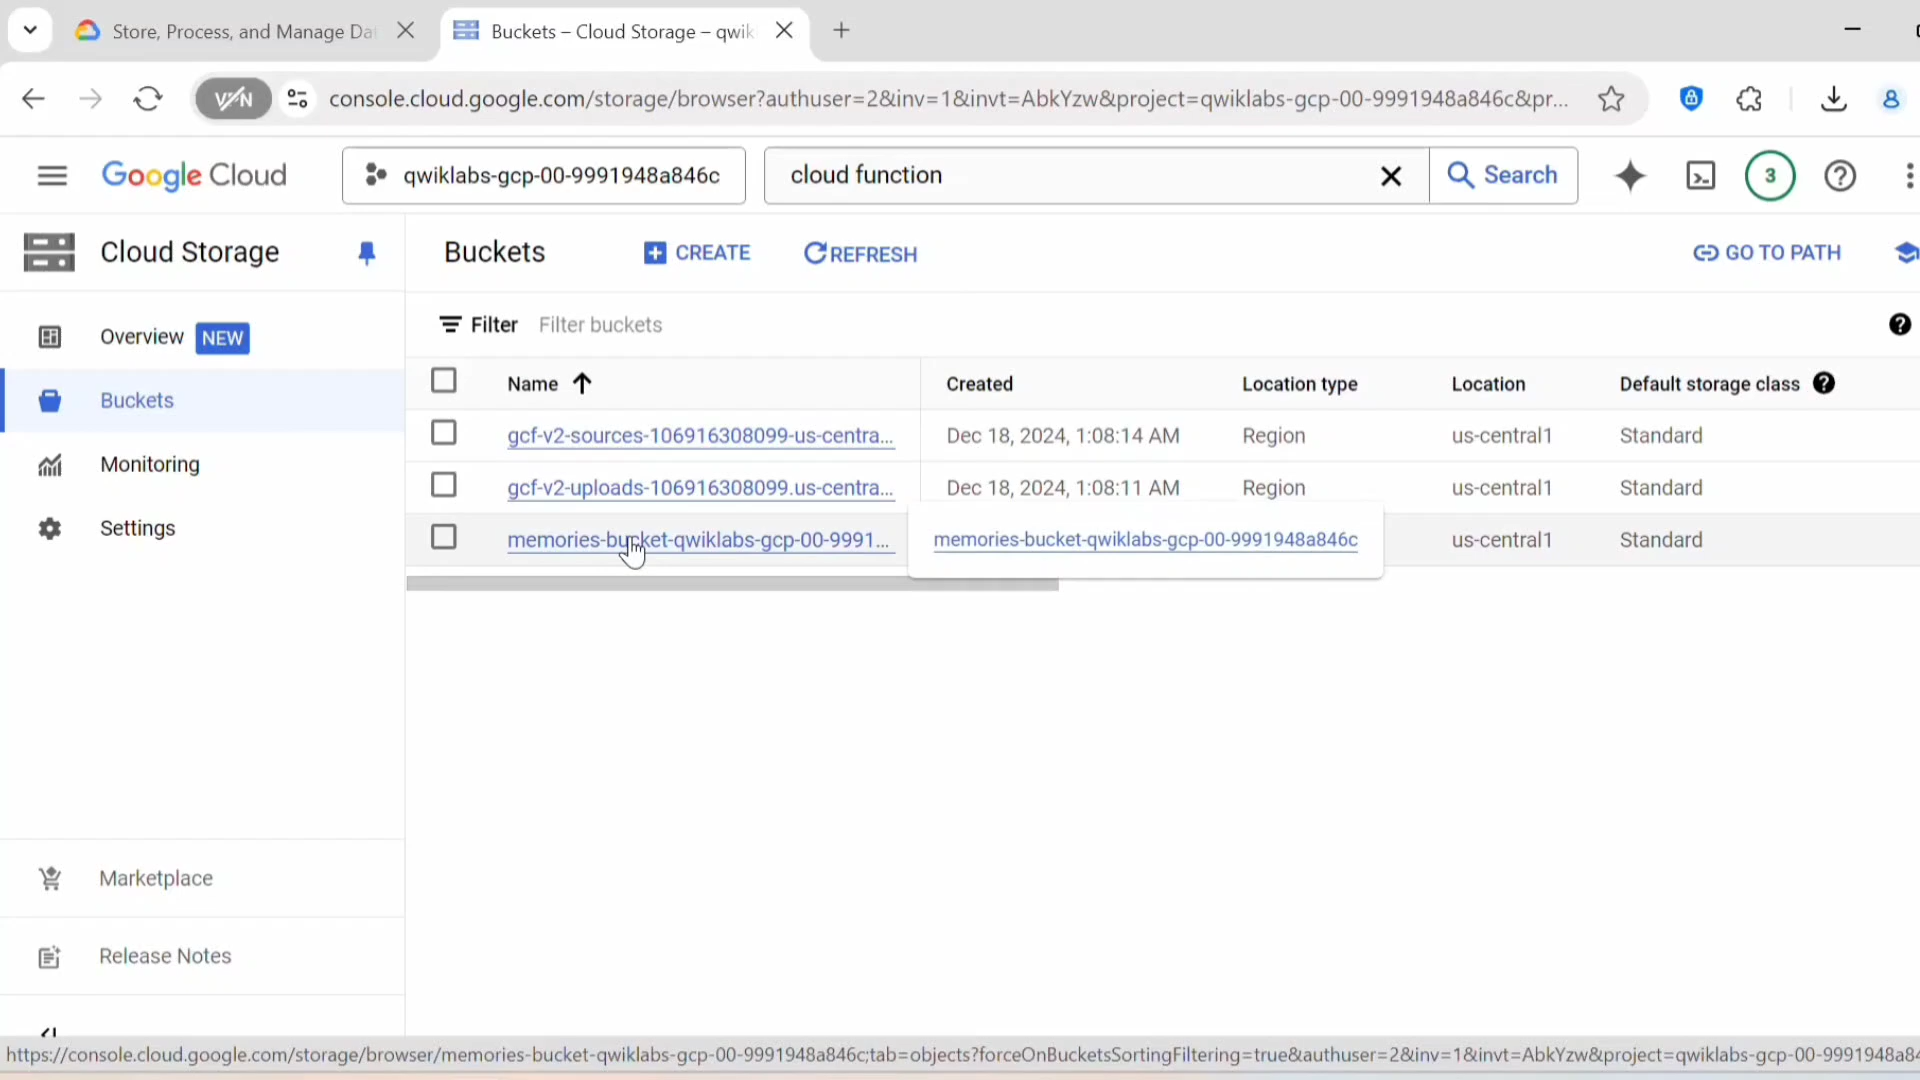 Store, Process, and Manage Da
Buckets – Cloud Storage – qwik
VPN
console.cloud.google.com/storage/browser?authuser=2&inv=1&invt=AbkYzw&project=qwiklabs-gcp-00-9991948a846c&pr...
Google Cloud
qwiklabs-gcp-00-9991948a846c
cloud function
Search
3
Cloud Storage
Buckets
CREATE
REFRESH
GO TO PATH
Overview NEW
Buckets
Monitoring
Settings
Marketplace
Release Notes
Filter Filter buckets
Name Created Location type Location Default storage class
gcf-v2-sources-106916308099-us-centra... Dec 18, 2024, 1:08:14 AM Region us-central1 Standard
gcf-v2-uploads-106916308099.us-centra... Dec 18, 2024, 1:08:11 AM Region us-central1 Standard
memories-bucket-qwiklabs-gcp-00-9991... memories-bucket-qwiklabs-gcp-00-9991948a846c us-central1 Standard
https://console.cloud.google.com/storage/browser/memories-bucket-qwiklabs-gcp-00-9991948a846c;tab=objects?forceOnBucketsSortingFiltering=true&authuser=2&inv=1&invt=AbkYzw&project=qwiklabs-gcp-00-9991948a84